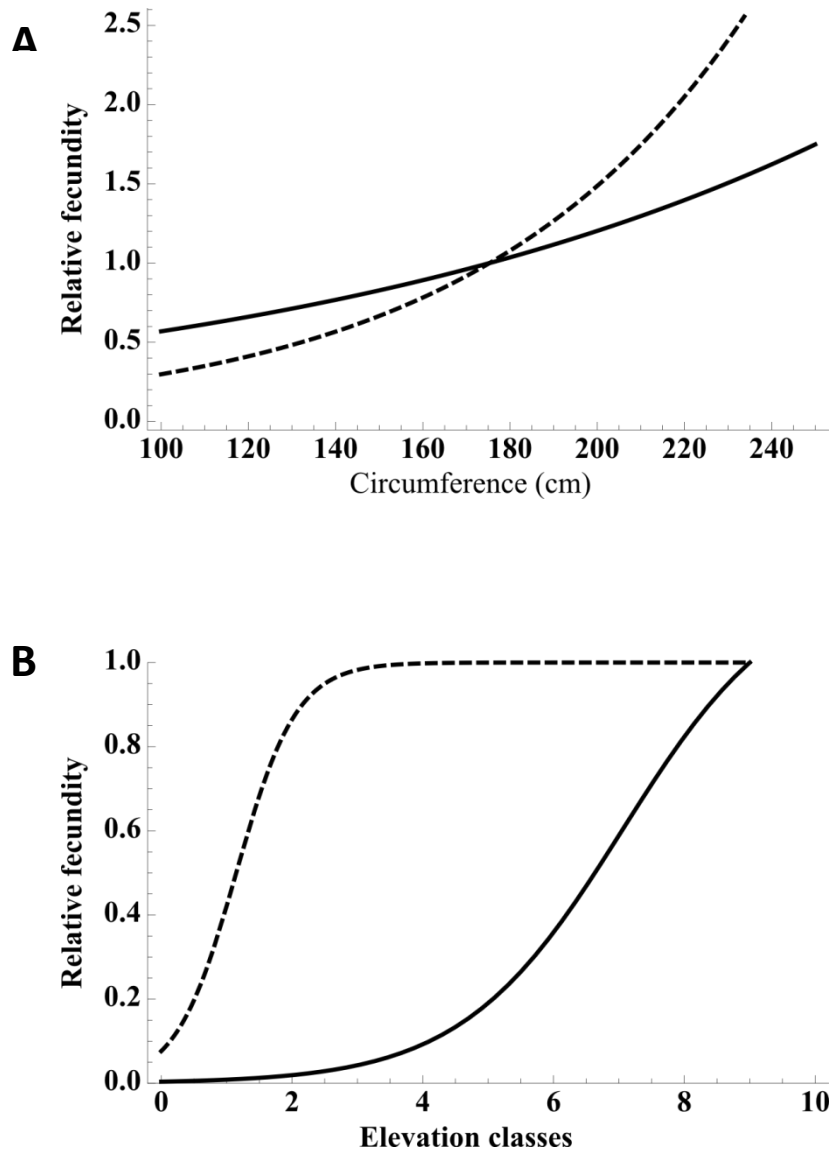 A
2.5
2.0
1.5
1.0
0.5
0.0
Relative fecundity
100 120 140 160 180 200 220 240
Circumference (cm)
B
1.0
0.8
0.6
0.4
0.2
0.0
Relative fecundity
0 2 4 6 8 10
Elevation classes